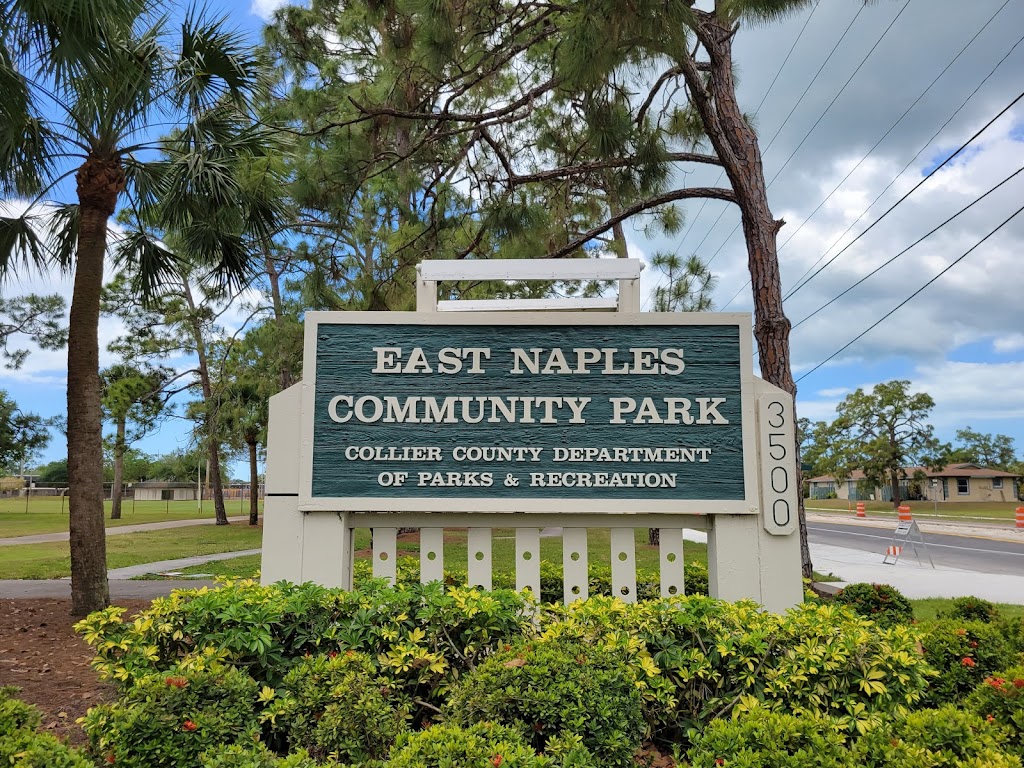 EAST NAPLES
COMMUNITY PARK
COLLIER COUNTY DEPARTMENT
OF PARKS & RECREATION
3500